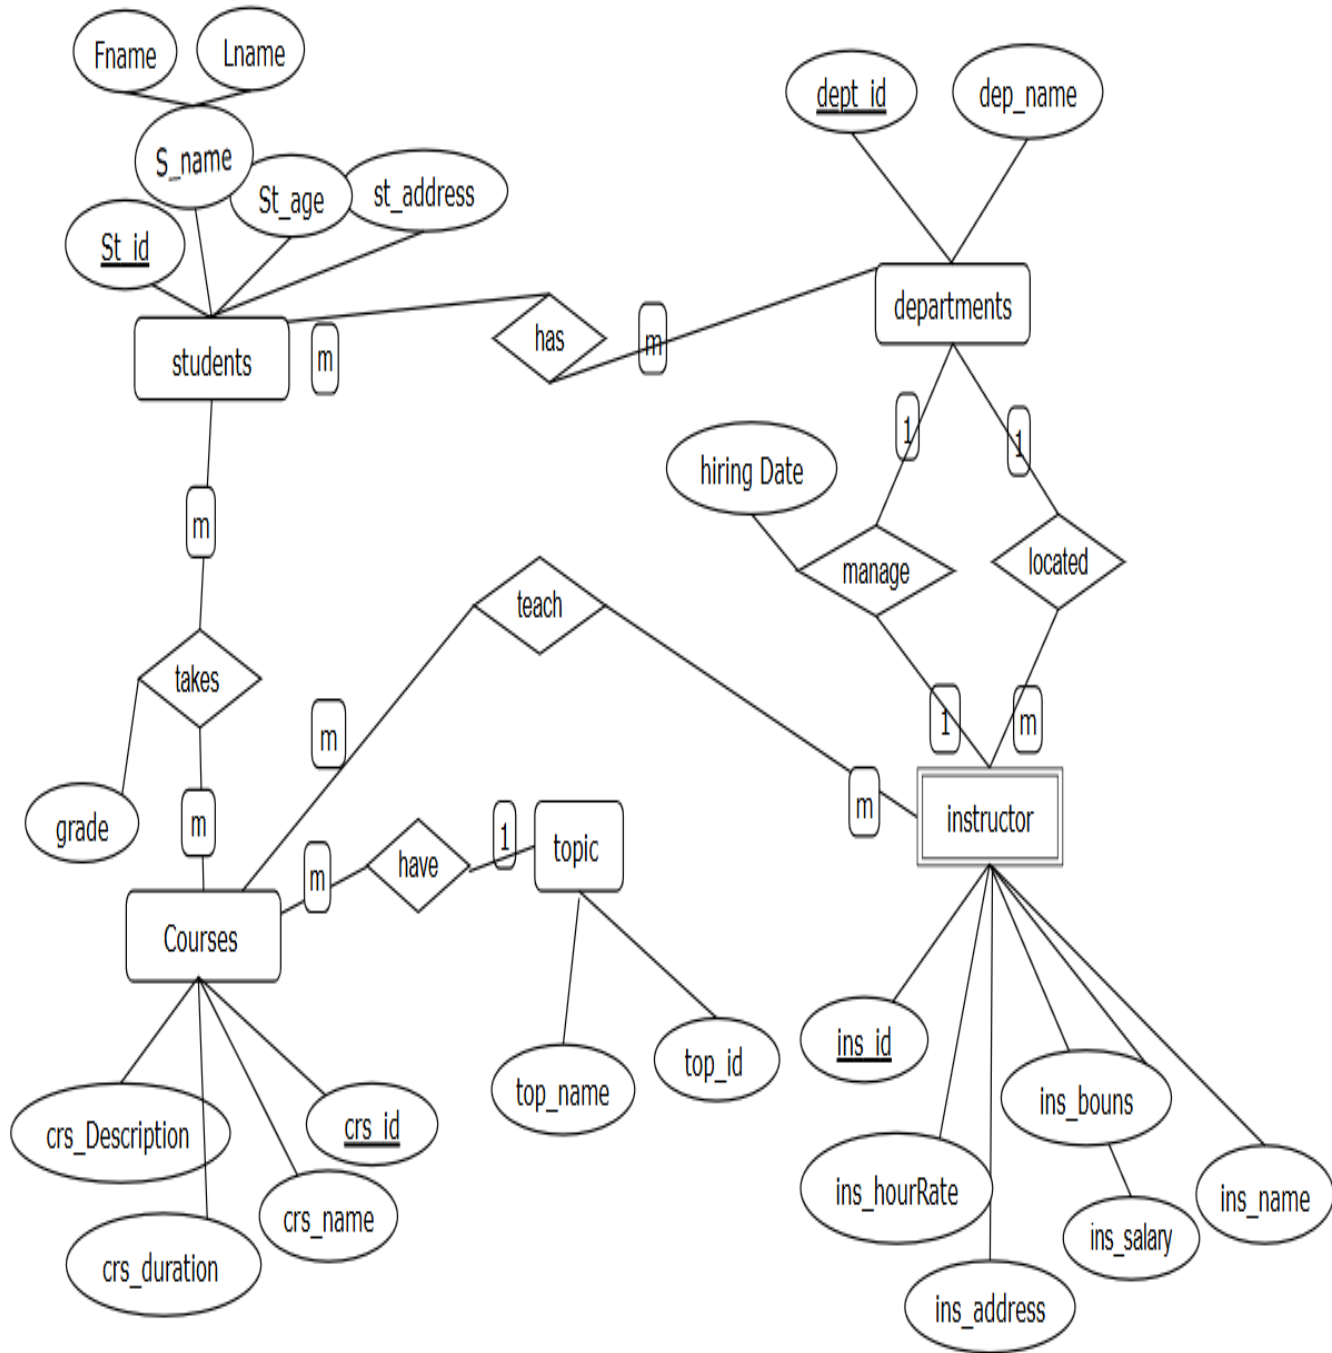 Fname
Lname
S_name
St_age
st_address
St_id
students
m
has
m
dept_id
dep_name
departments
1
1
hiring Date
manage
located
1
m
m
takes
grade
m
teach
m
m
instructor
Courses
m
have
1
topic
top_name
top_id
crs_Description
crs_id
crs_name
crs_duration
ins_id
ins_bouns
ins_hourRate
ins_name
ins_salary
ins_address